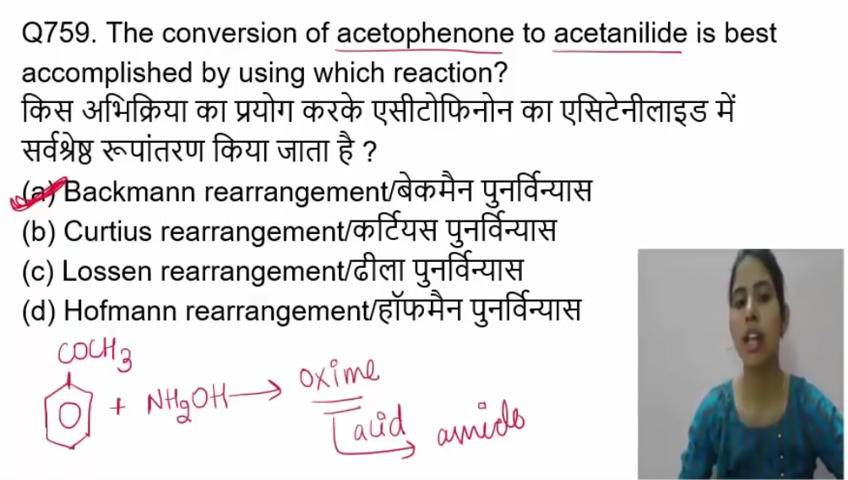 Q759. The conversion of acetophenone to acetanilide is best
accomplished by using which reaction?
किस अभिक्रिया का प्रयोग करके एसीटोफिनोन का एसिटेनीलाइड में
सर्वश्रेष्ठ रूपांतरण किया जाता है ?
(a) Backmann rearrangement/बेकमैन पुनर्विन्यास
(b) Curtius rearrangement/कर्टियस पुनर्विन्यास
(c) Lossen rearrangement/ढीला पुनर्विन्यास
(d) Hofmann rearrangement/हॉफमैन पुनर्विन्यास
COCH3
+ NH2OH → oxime
acid amide